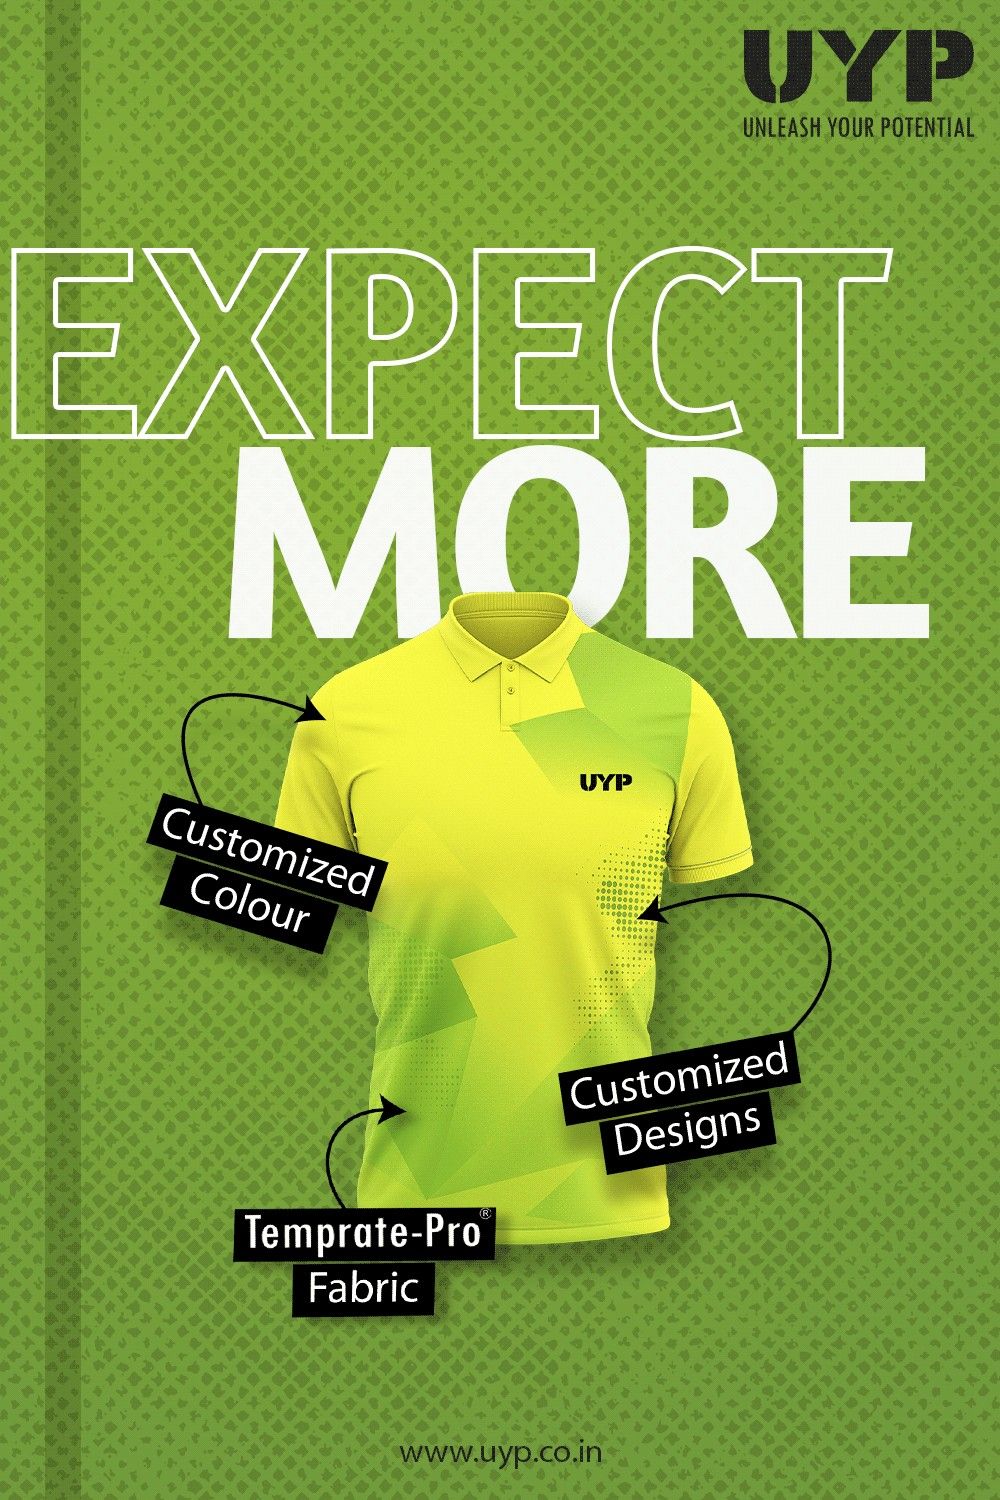 UYP
UNLEASH YOUR POTENTIAL
EXPECT
MORE
UYP
Customized
Colour
Customized
Designs
Temprate-Pro®
Fabric
www.uyp.co.in